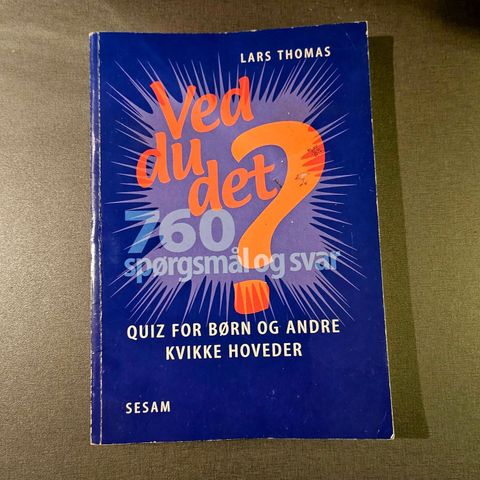 LARS THOMAS
Ved
du
det?
760
spørgsmål og svar
QUIZ FOR BØRN OG ANDRE
KVIKKE HOVEDER
SESAM